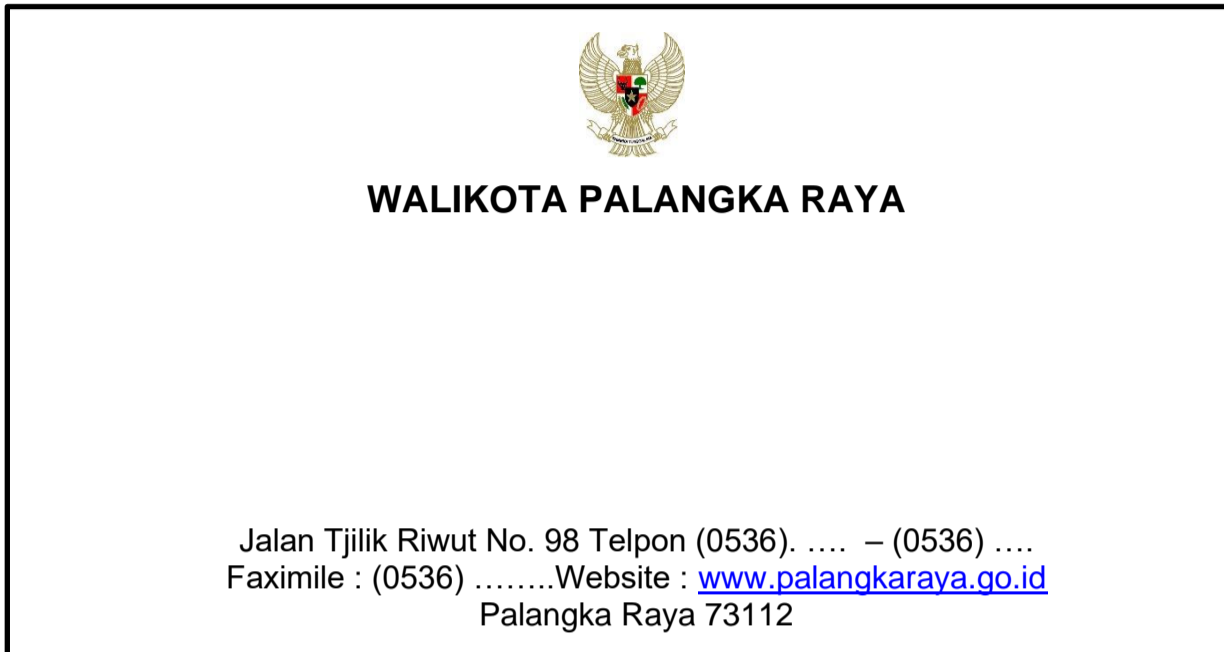 WALIKOTA PALANGKA RAYA
Jalan Tjilik Riwut No. 98 Telpon (0536). …. – (0536) ….
Faximile : (0536) ……..Website : www.palangkaraya.go.id
Palangka Raya 73112